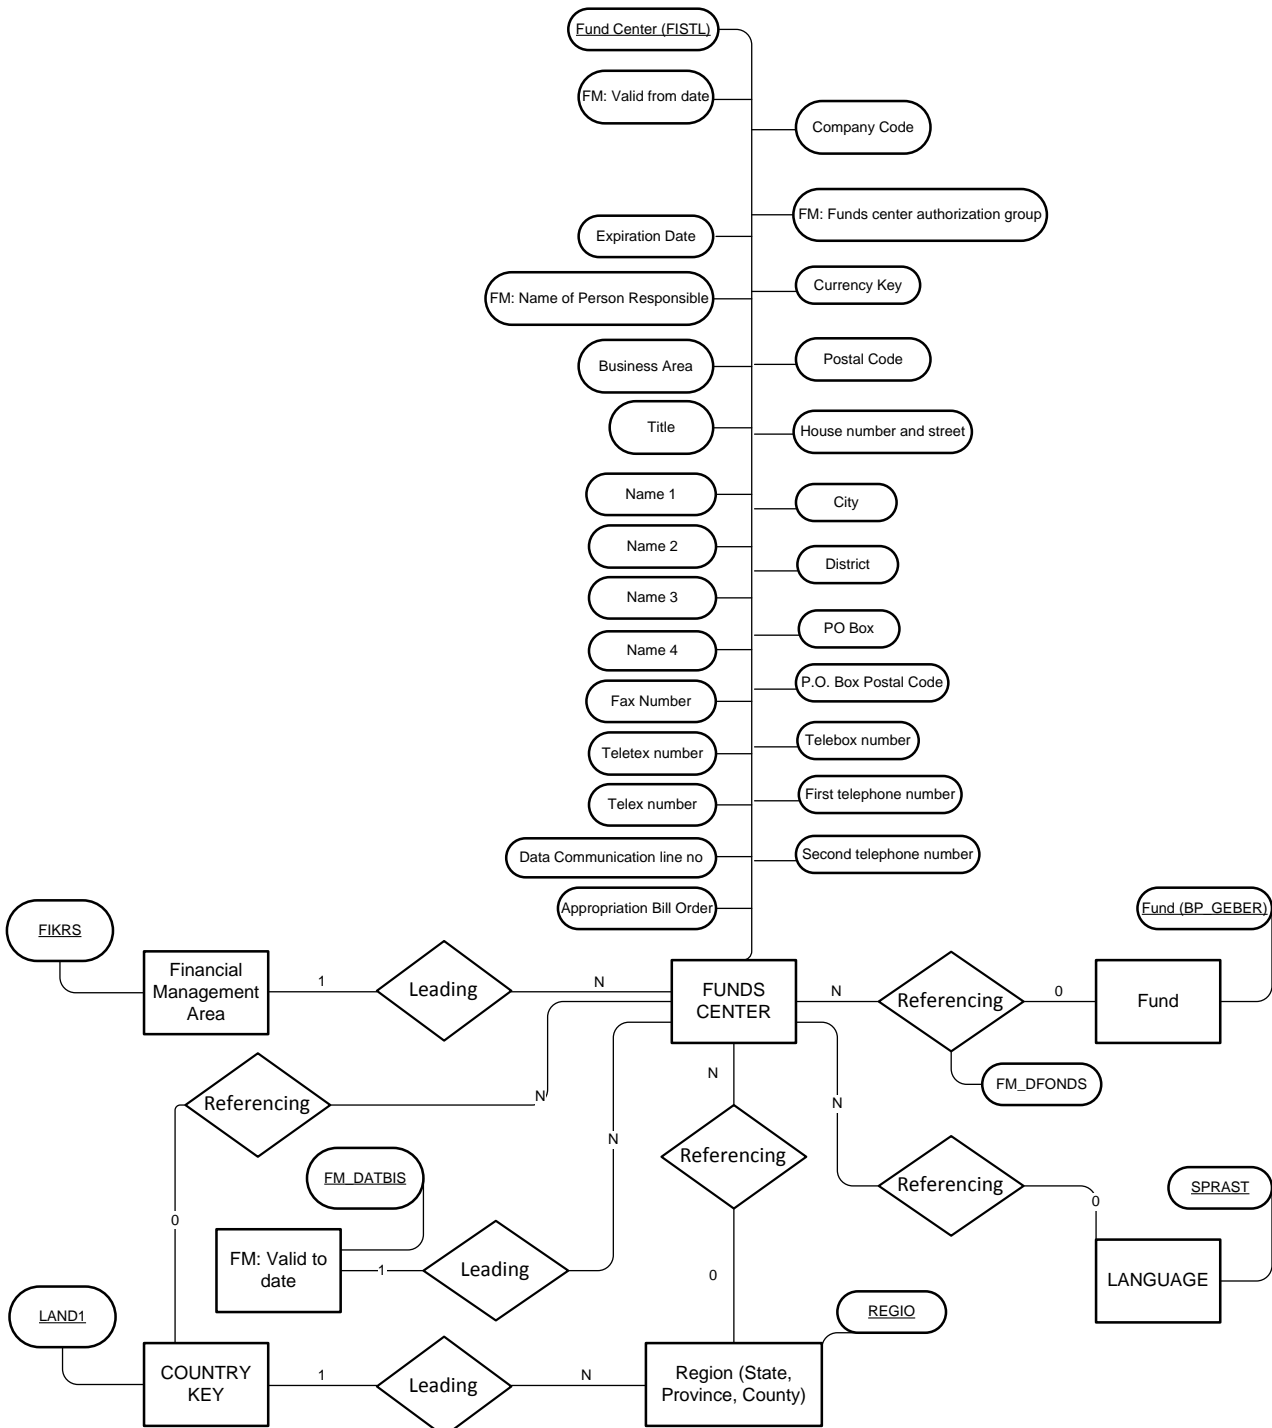 Fund Center (FISTL)
FM: Valid from date
Company Code
FM: Funds center authorization group
Expiration Date
Currency Key
FM: Name of Person Responsible
Postal Code
Business Area
Title
House number and street
Name 1
City
Name 2
District
Name 3
PO Box
Name 4
P.O. Box Postal Code
Fax Number
Telebox number
Teletex number
First telephone number
Telex number
Second telephone number
Data Communication line no
Appropriation Bill Order
Fund (BP_GEBER)
FIKRS
Financial
Management
Area
1
Leading
N
FUNDS
CENTER
N
Referencing
0
Fund
FM_DFONDS
Referencing
N
N
N
N
Referencing
Referencing
0
SPRAST
LANGUAGE
FM_DATBIS
0
FM: Valid to
date
1
Leading
0
REGIO
LAND1
COUNTRY
KEY
1
Leading
N
Region (State,
Province, County)